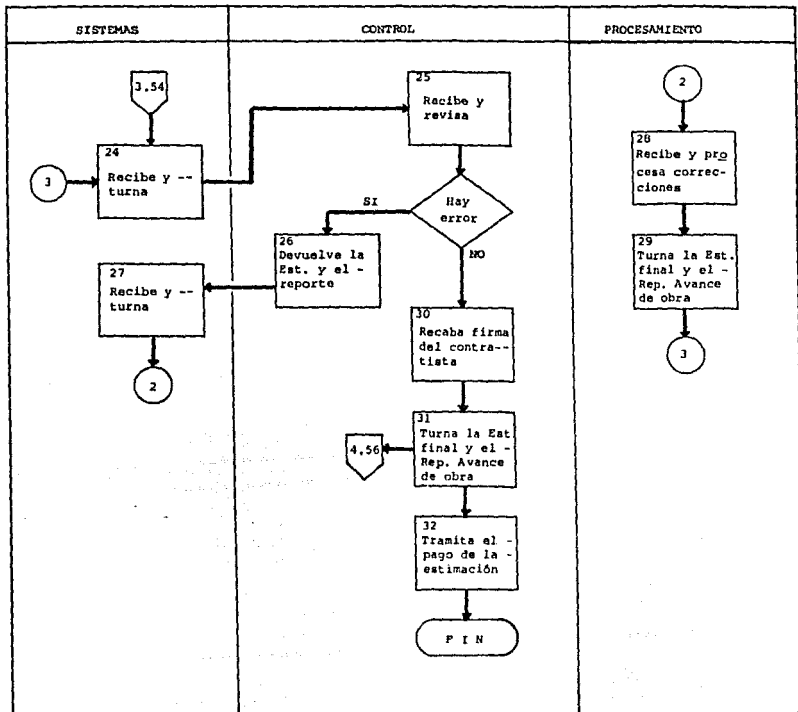 SISTEMAS
CONTROL
PROCESAMIENTO
3.54
3
24
Recibe y --
turna
25
Recibe y
revisa
Hay
error
SI
NO
26
Devuelve la
Est. y el -
reporte
27
Recibe y --
turna
2
30
Recaba firma
del contra--
tista
31
Turna la Est
final y el -
Rep. Avance
de obra
4.56
32
Tramita el -
pago de la -
estimación
F I N
2
28
Recibe y pro
cesa correc-
ciones
29
Turna la Est.
final y el -
Rep. Avance
de obra
3